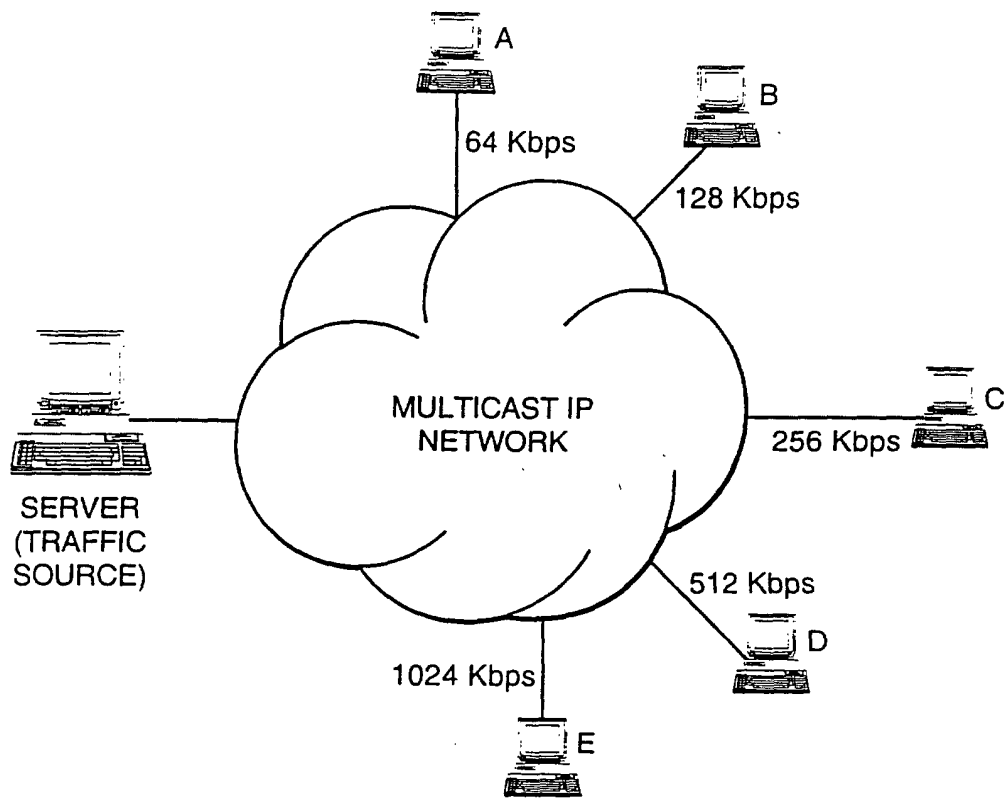 A
B
64 Kbps
128 Kbps
MULTICAST IP
NETWORK
C
256 Kbps
SERVER
(TRAFFIC
SOURCE)
512 Kbps
D
1024 Kbps
E